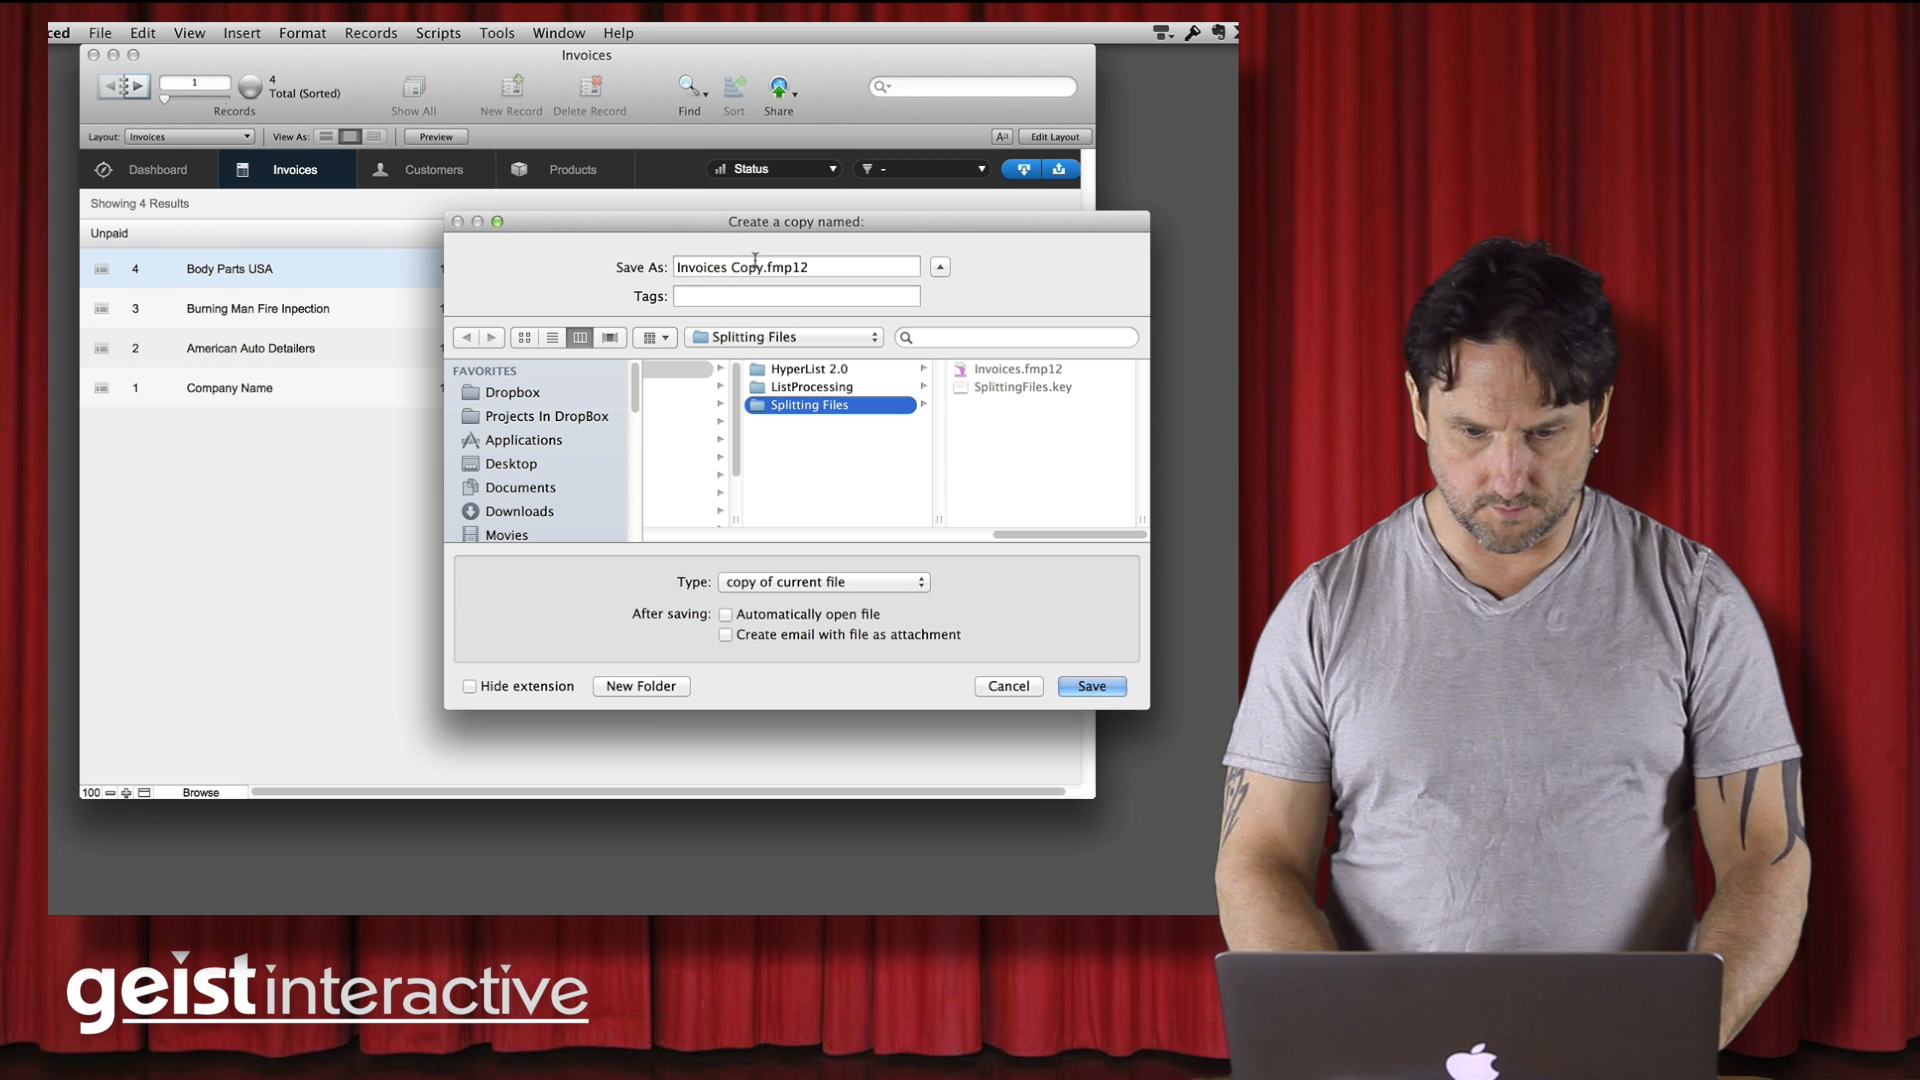 ced File Edit View Insert Format Records Scripts Tools Window Help
Invoices
1
4
Total (Sorted)
Records
Show All
New Record
Delete Record
Find
Sort
Share
Layout: Invoices
View As:
Preview
Aa
Edit Layout
Dashboard
Invoices
Customers
Products
Status
-
Showing 4 Results
Unpaid
4 Body Parts USA
3 Burning Man Fire Inpection
2 American Auto Detailers
1 Company Name
Create a copy named:
Save As: Invoices Copy.fmp12
Tags:
Splitting Files
FAVORITES
Dropbox
Projects In DropBox
Applications
Desktop
Documents
Downloads
Movies
HyperList 2.0
ListProcessing
Splitting Files
Invoices.fmp12
SplittingFiles.key
Type: copy of current file
After saving: Automatically open file
Create email with file as attachment
Hide extension
New Folder
Cancel
Save
100
Browse
geistinteractive